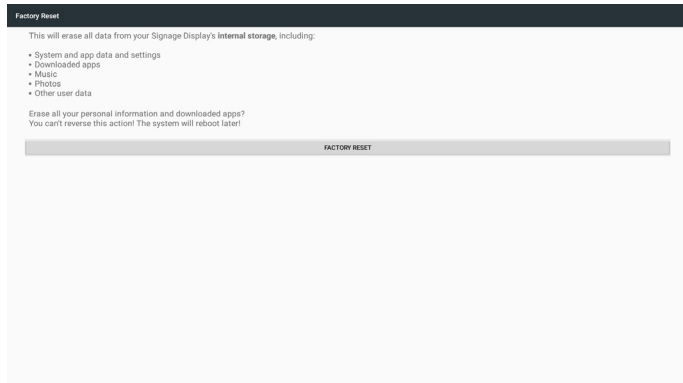 Factory Reset
This will erase all data from your Signage Display's internal storage, including:
▪ System and app data and settings
▪ Downloaded apps
▪ Music
▪ Photos
▪ Other user data
Erase all your personal information and downloaded apps?
You can't reverse this action! The system will reboot later!
FACTORY RESET